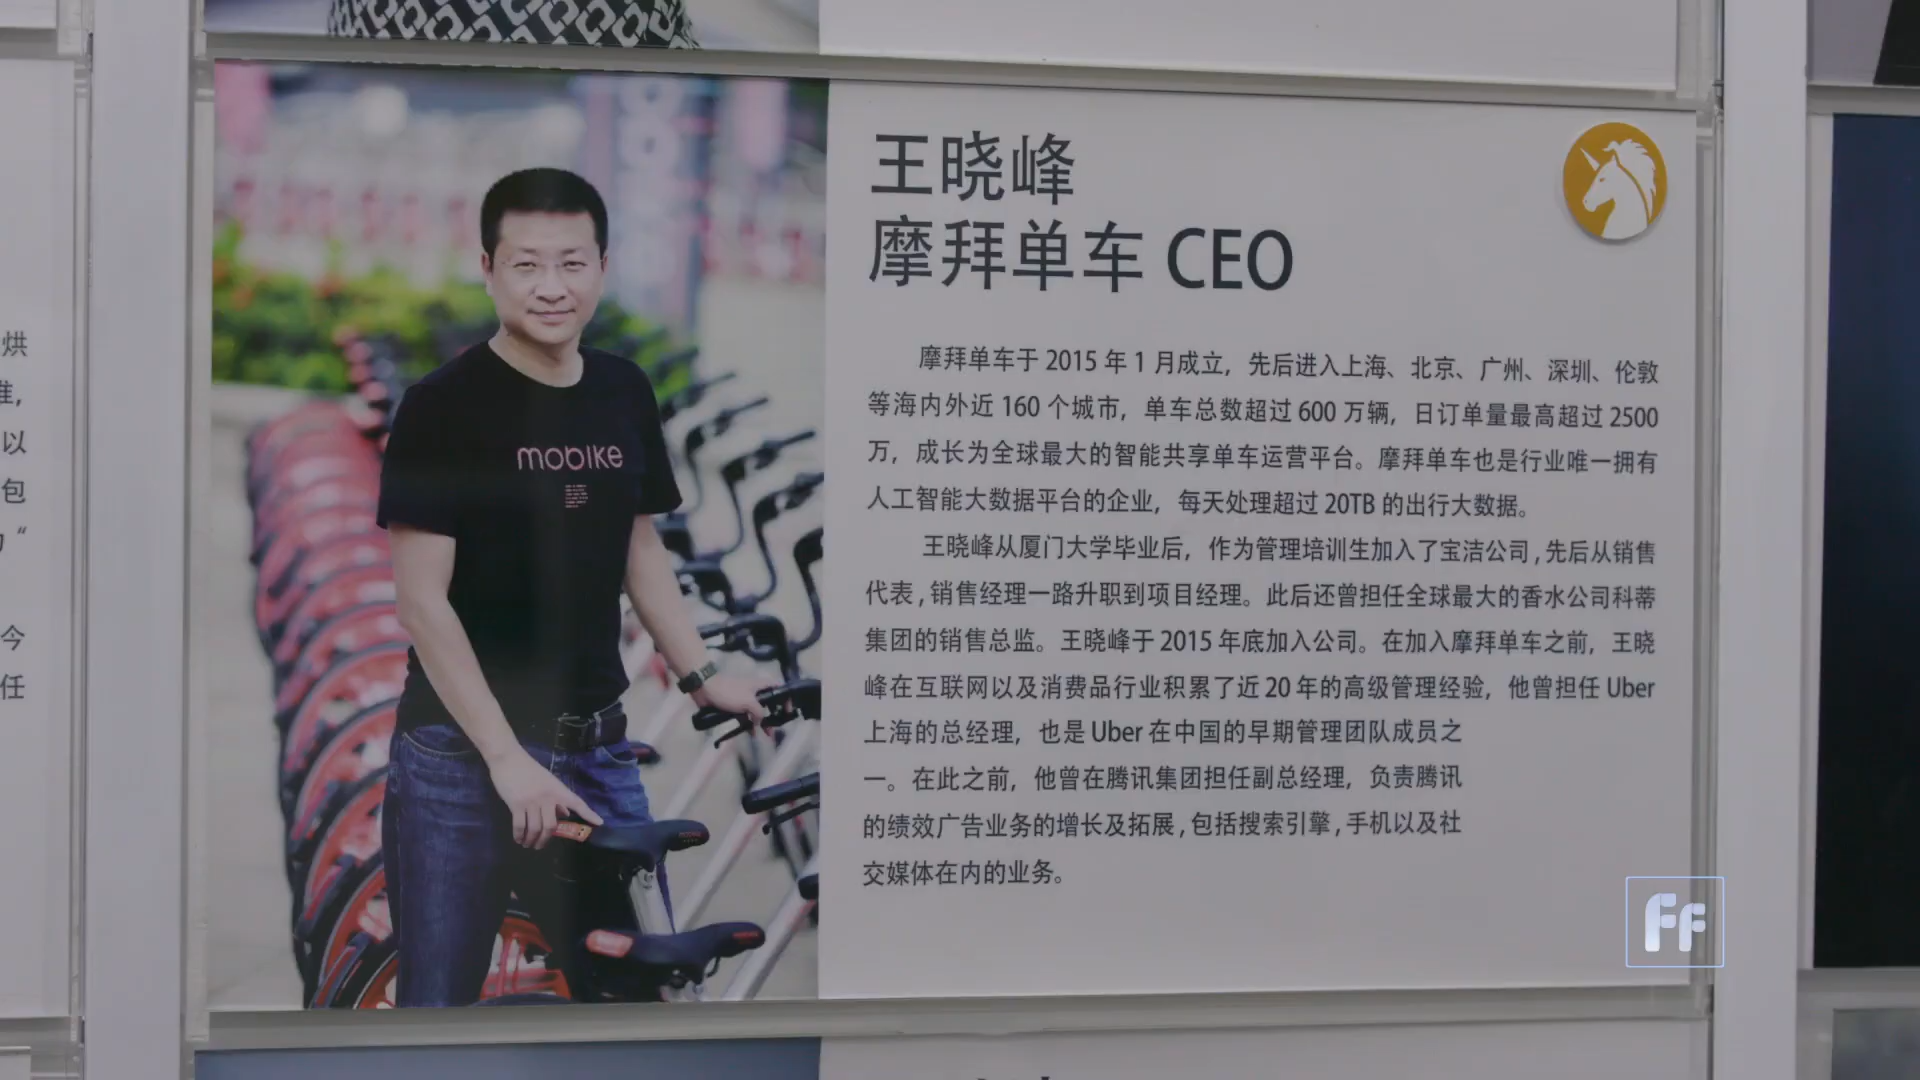 烘
准,
以
包
"
今
任
mobike
王晓峰
摩拜单车 CEO
摩拜单车于 2015 年 1 月成立，先后进入上海、北京、广州、深圳、伦敦
等海内外近 160 个城市，单车总数超过 600 万辆，日订单量最高超过 2500
万，成长为全球最大的智能共享单车运营平台。摩拜单车也是行业唯一拥有
人工智能大数据平台的企业，每天处理超过 20TB 的出行大数据。
王晓峰从厦门大学毕业后，作为管理培训生加入了宝洁公司,先后从销售
代表,销售经理一路升职到项目经理。此后还曾担任全球最大的香水公司科蒂
集团的销售总监。王晓峰于 2015 年底加入公司。在加入摩拜单车之前，王晓
峰在互联网以及消费品行业积累了近 20 年的高级管理经验，他曾担任 Uber
上海的总经理，也是 Uber 在中国的早期管理团队成员之
一。在此之前，他曾在腾讯集团担任副总经理，负责腾讯
的绩效广告业务的增长及拓展,包括搜索引擎,手机以及社
交媒体在内的业务。
FF